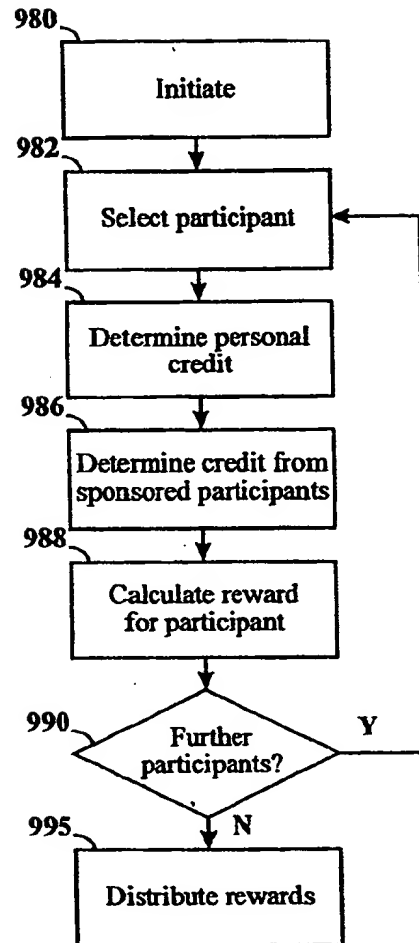 980
Initiate
982
Select participant
984
Determine personal
credit
986
Determine credit from
sponsored participants
988
Calculate reward
for participant
990
Further
participants?
Y
N
995
Distribute rewards